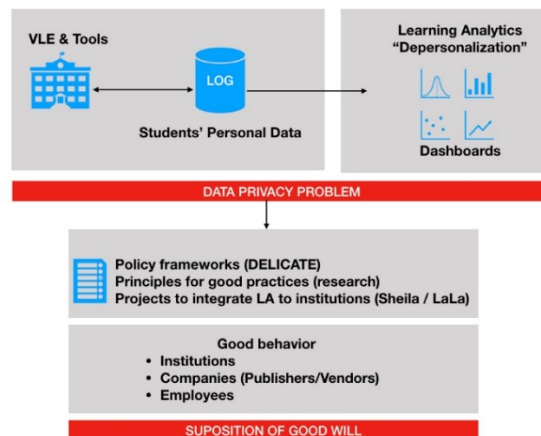 VLE & Tools
LOG
Students' Personal Data
Learning Analytics
“Depersonalization”
Dashboards
DATA PRIVACY PROBLEM
Policy frameworks (DELICATE)
Principles for good practices (research)
Projects to integrate LA to institutions (Sheila / LaLa)
Good behavior
• Institutions
• Companies (Publishers/Vendors)
• Employees
SUPOSITION OF GOOD WILL